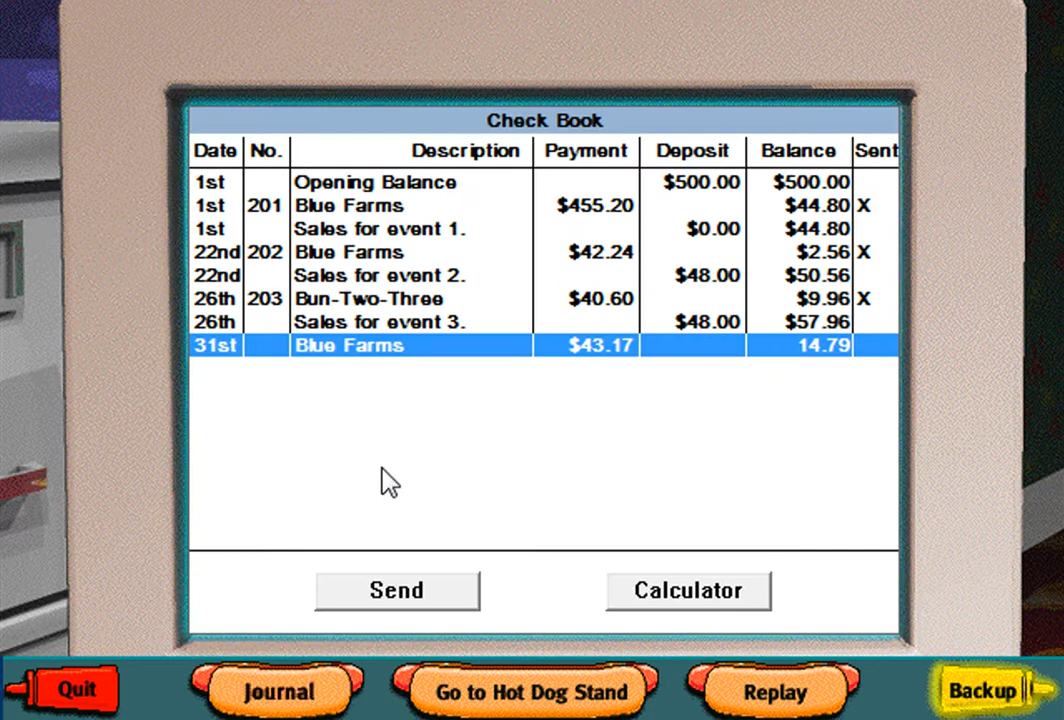 Check Book
Date No. Description Payment Deposit Balance Sent
1st Opening Balance $500.00 $500.00
1st 201 Blue Farms $455.20 $44.80 X
1st Sales for event 1. $0.00 $44.80
22nd 202 Blue Farms $42.24 $2.56 X
22nd Sales for event 2. $48.00 $50.56
26th 203 Bun-Two-Three $40.60 $9.96 X
26th Sales for event 3. $48.00 $57.96
31st Blue Farms $43.17 14.79
Send Calculator
Quit Journal Go to Hot Dog Stand Replay Backup